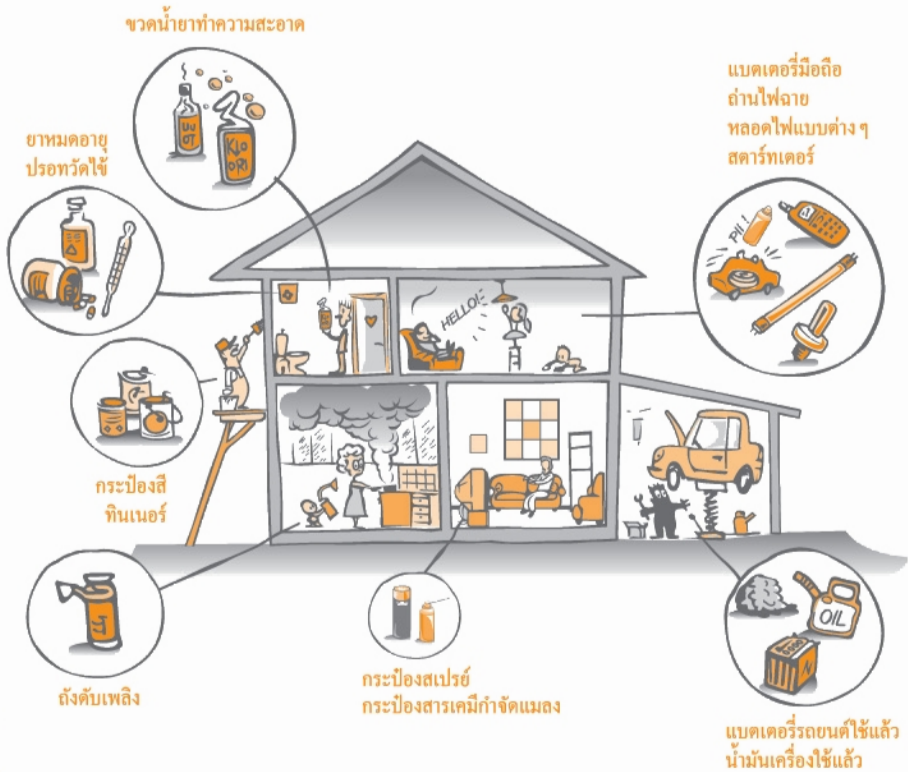 ขวดน้ำยาทำความสะอาด
แบตเตอรี่มือถือ
ถ่านไฟฉาย
หลอดไฟแบบต่าง ๆ
สตาร์ทเตอร์
ยาหมดอายุ
ปรอทวัดไข้
UU
OT
KLO
ORI
PII!
HELLO!
กระป๋องสี
ทินเนอร์
OIL
ถังดับเพลิง
กระป๋องสเปรย์
กระป๋องสารเคมีกำจัดแมลง
แบตเตอรี่รถยนต์ใช้แล้ว
น้ำมันเครื่องใช้แล้ว